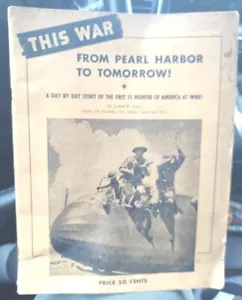 THIS WAR
FROM PEARL HARBOR
TO TOMORROW!
A DAY BY DAY STORY OF THE FIRST 15 MONTHS OF AMERICA AT WAR!
PRICE 50 CENTS